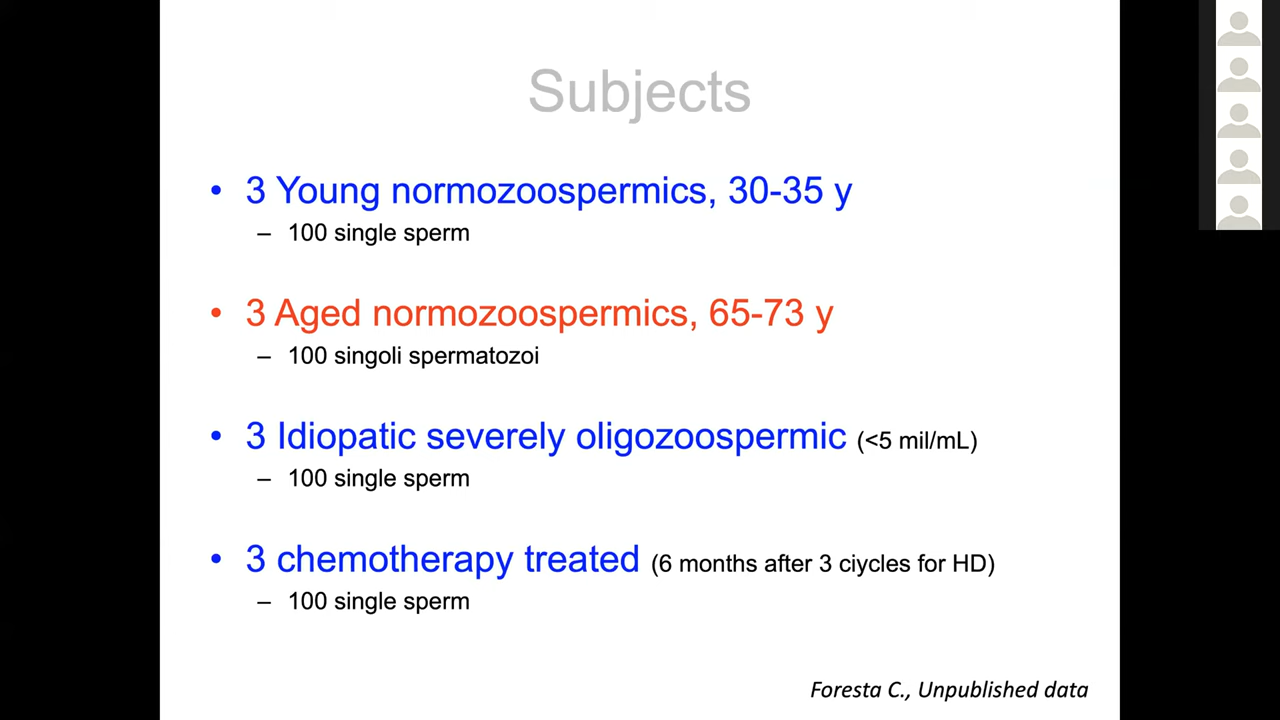 Subjects
• 3 Young normozoospermics, 30-35 y
– 100 single sperm
• 3 Aged normozoospermics, 65-73 y
– 100 singoli spermatozoi
• 3 Idiopatic severely oligozoospermic (<5 mil/mL)
– 100 single sperm
• 3 chemotherapy treated (6 months after 3 ciycles for HD)
– 100 single sperm
Foresta C., Unpublished data